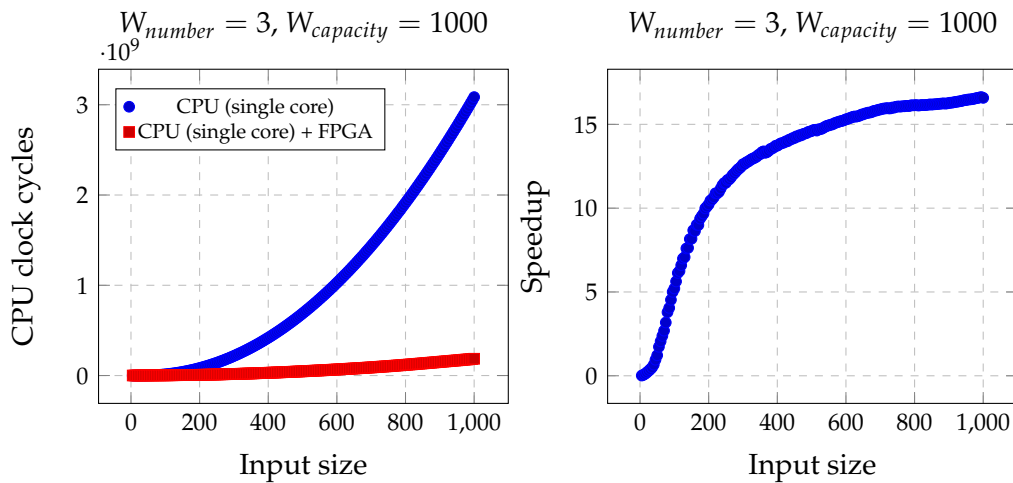 W_number = 3, W_capacity = 1000
·10^9
3
2
1
0
CPU clock cycles
CPU (single core)
CPU (single core) + FPGA
0 200 400 600 800 1,000
Input size
W_number = 3, W_capacity = 1000
15
10
5
0
Speedup
0 200 400 600 800 1,000
Input size